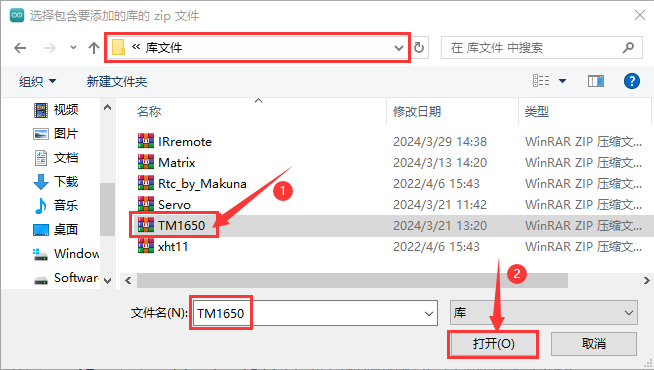 选择包含要添加的库的 zip 文件
« 库文件
在 库文件 中搜索
组织
新建文件夹
视频
图片
文档
下载
音乐
桌面
Window
Software
名称 修改日期 类型
IRremote 2024/3/29 14:38 WinRAR ZIP 压缩文...
Matrix 2024/3/13 14:20 WinRAR ZIP 压缩文...
Rtc_by_Makuna 2022/4/6 15:43 WinRAR ZIP 压缩文...
Servo 2024/3/21 11:42 WinRAR ZIP 压缩文...
TM1650 2024/3/21 13:20 WinRAR ZIP 压缩文...
xht11 2022/4/6 15:43 WinRAR ZIP 压缩文...
1
2
文件名(N): TM1650 库
打开(O) 取消